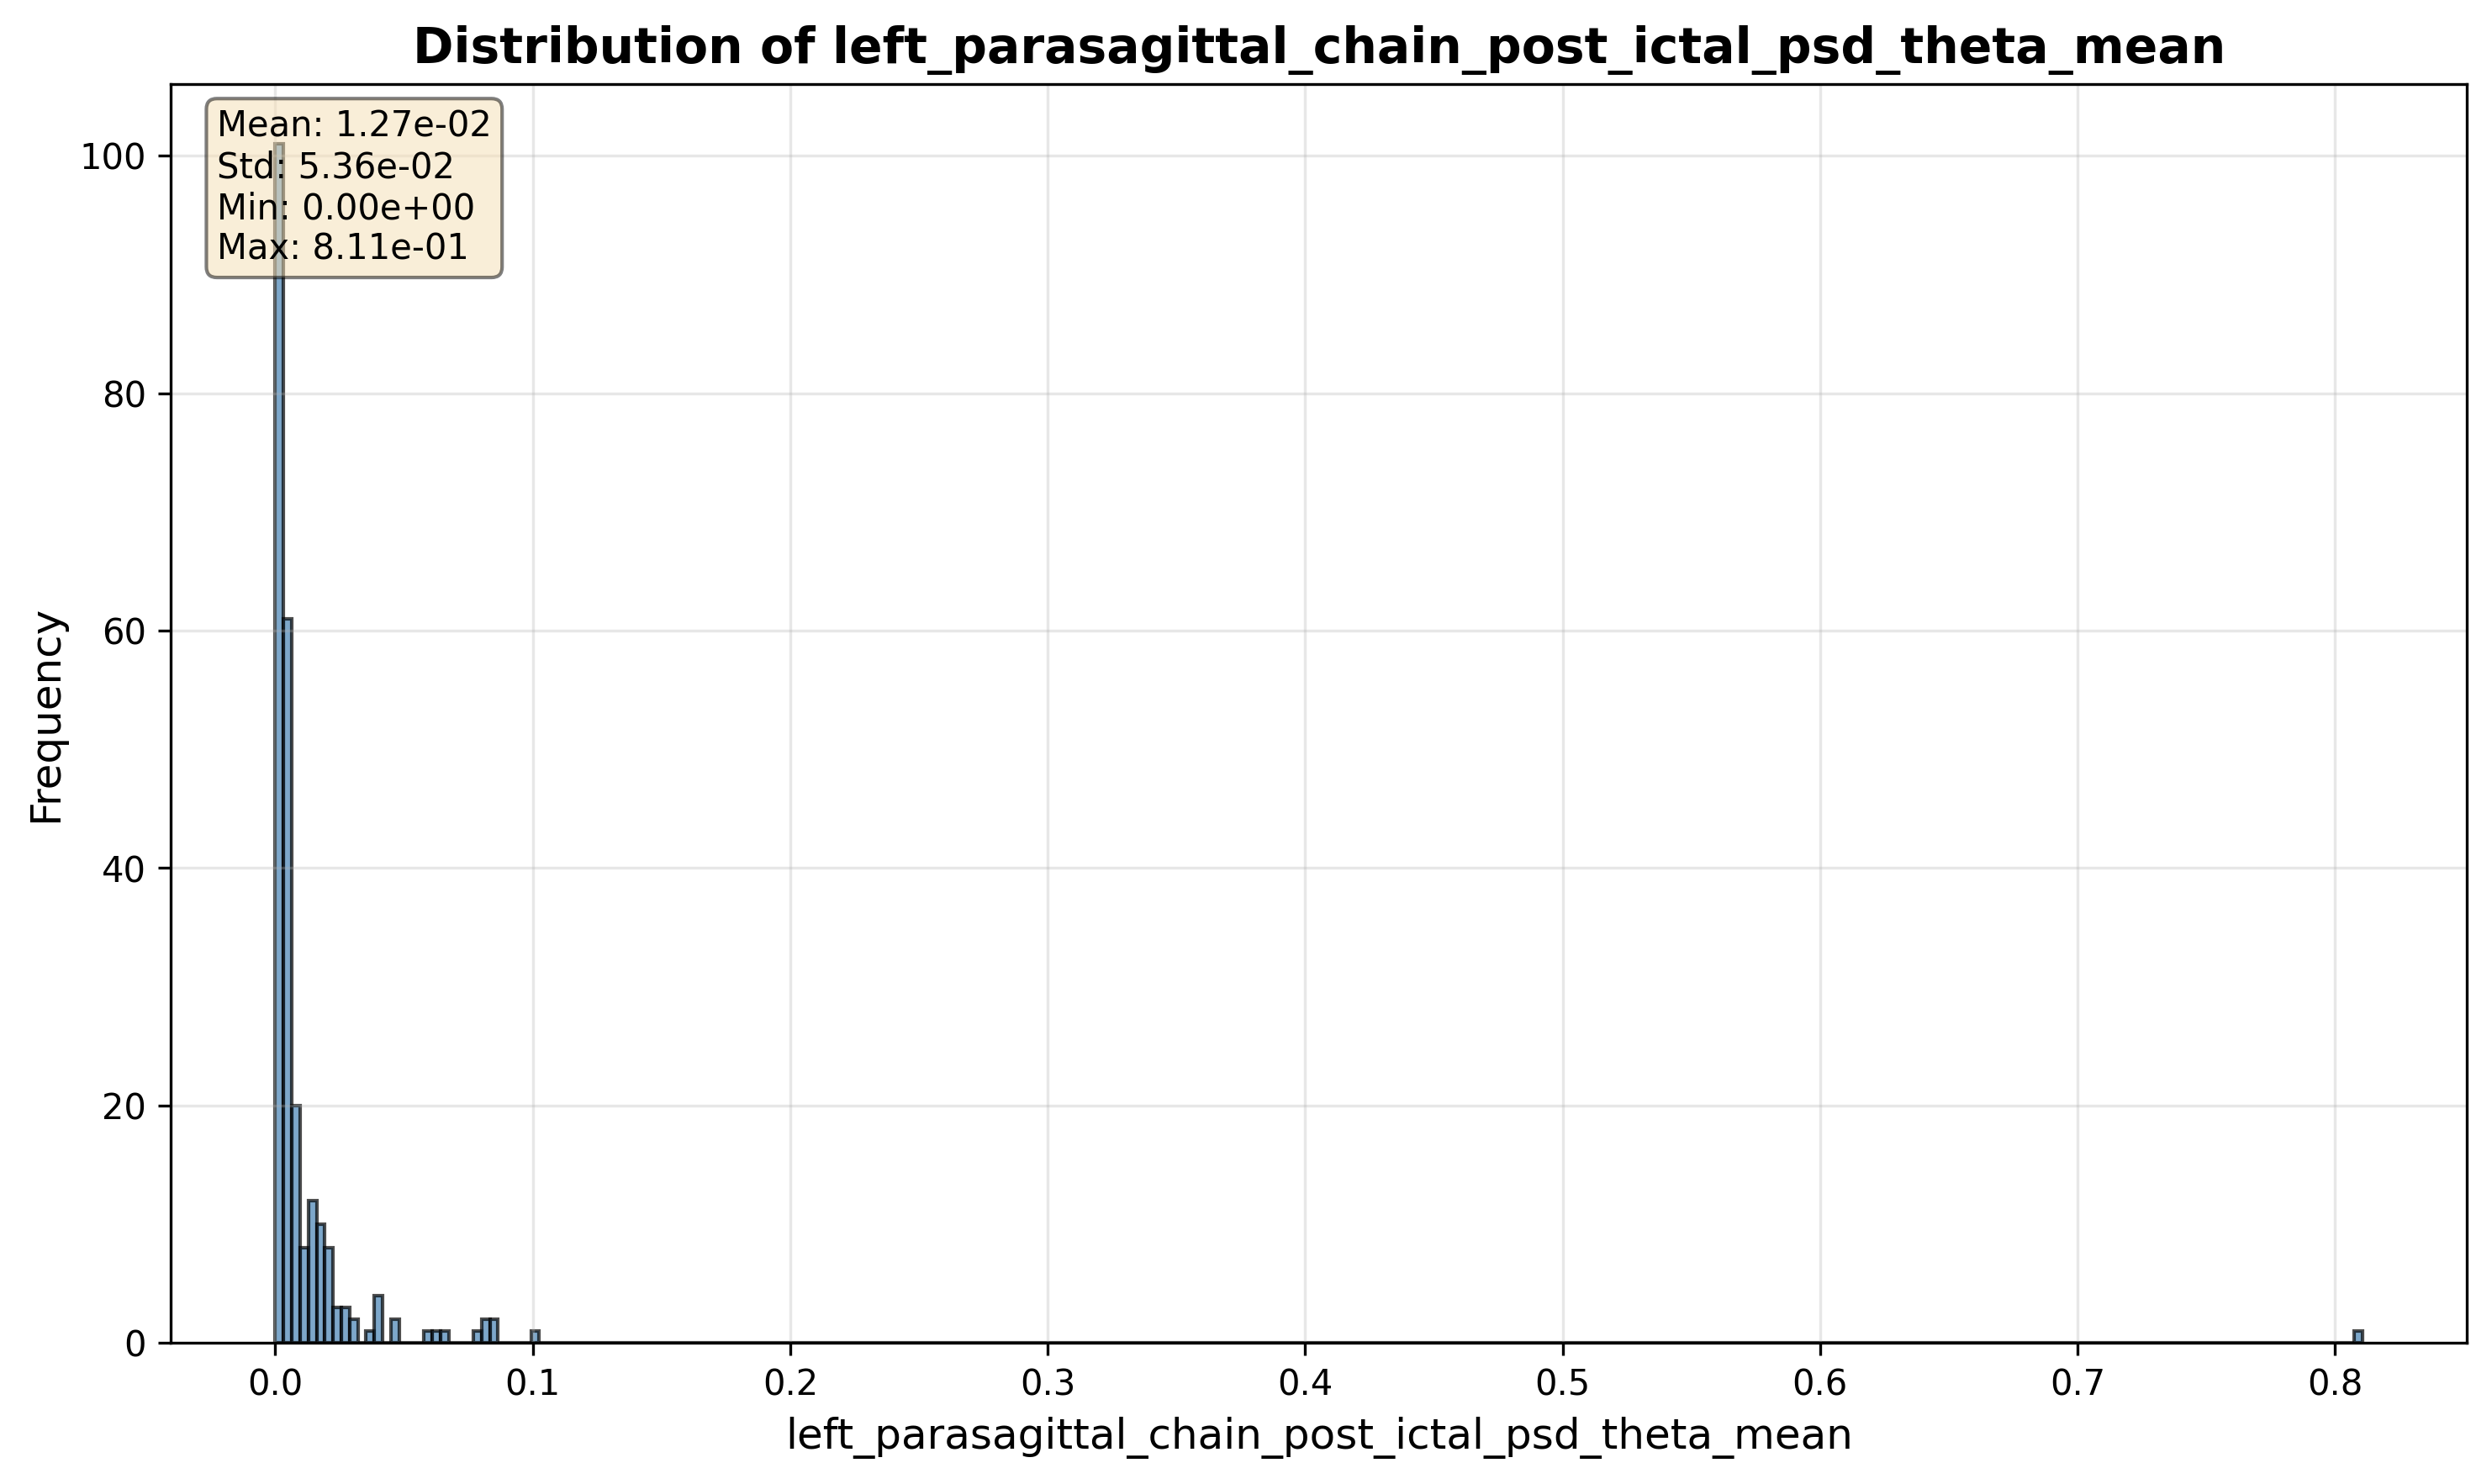 Distribution of left_parasagittal_chain_post_ictal_psd_theta_mean
Mean: 1.27e-02
Std: 5.36e-02
Min: 0.00e+00
Max: 8.11e-01
100
80
60
40
20
0
Frequency
0.0 0.1 0.2 0.3 0.4 0.5 0.6 0.7 0.8
left_parasagittal_chain_post_ictal_psd_theta_mean